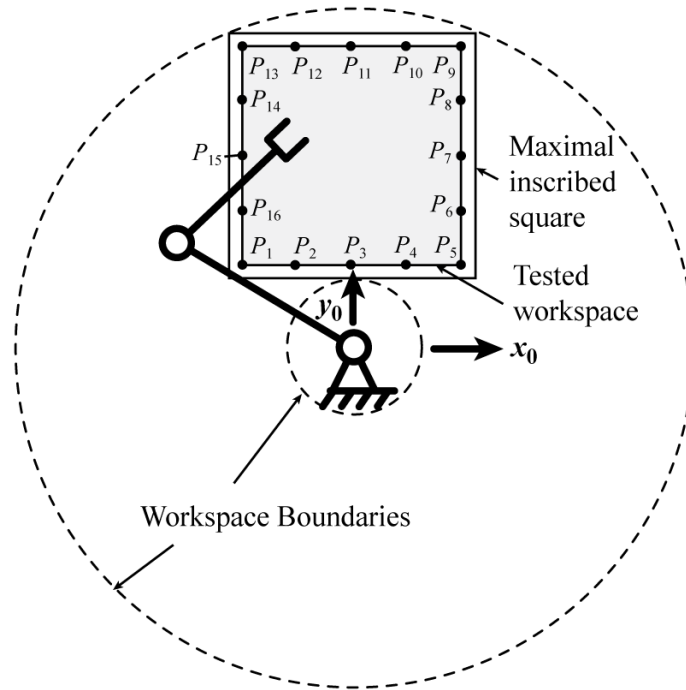 P13 P12 P11 P10 P9
P14 P8
P15 P7
Maximal
inscribed
square
P16 P6
P1 P2 P3 P4 P5
Tested
workspace
y0
x0
Workspace Boundaries